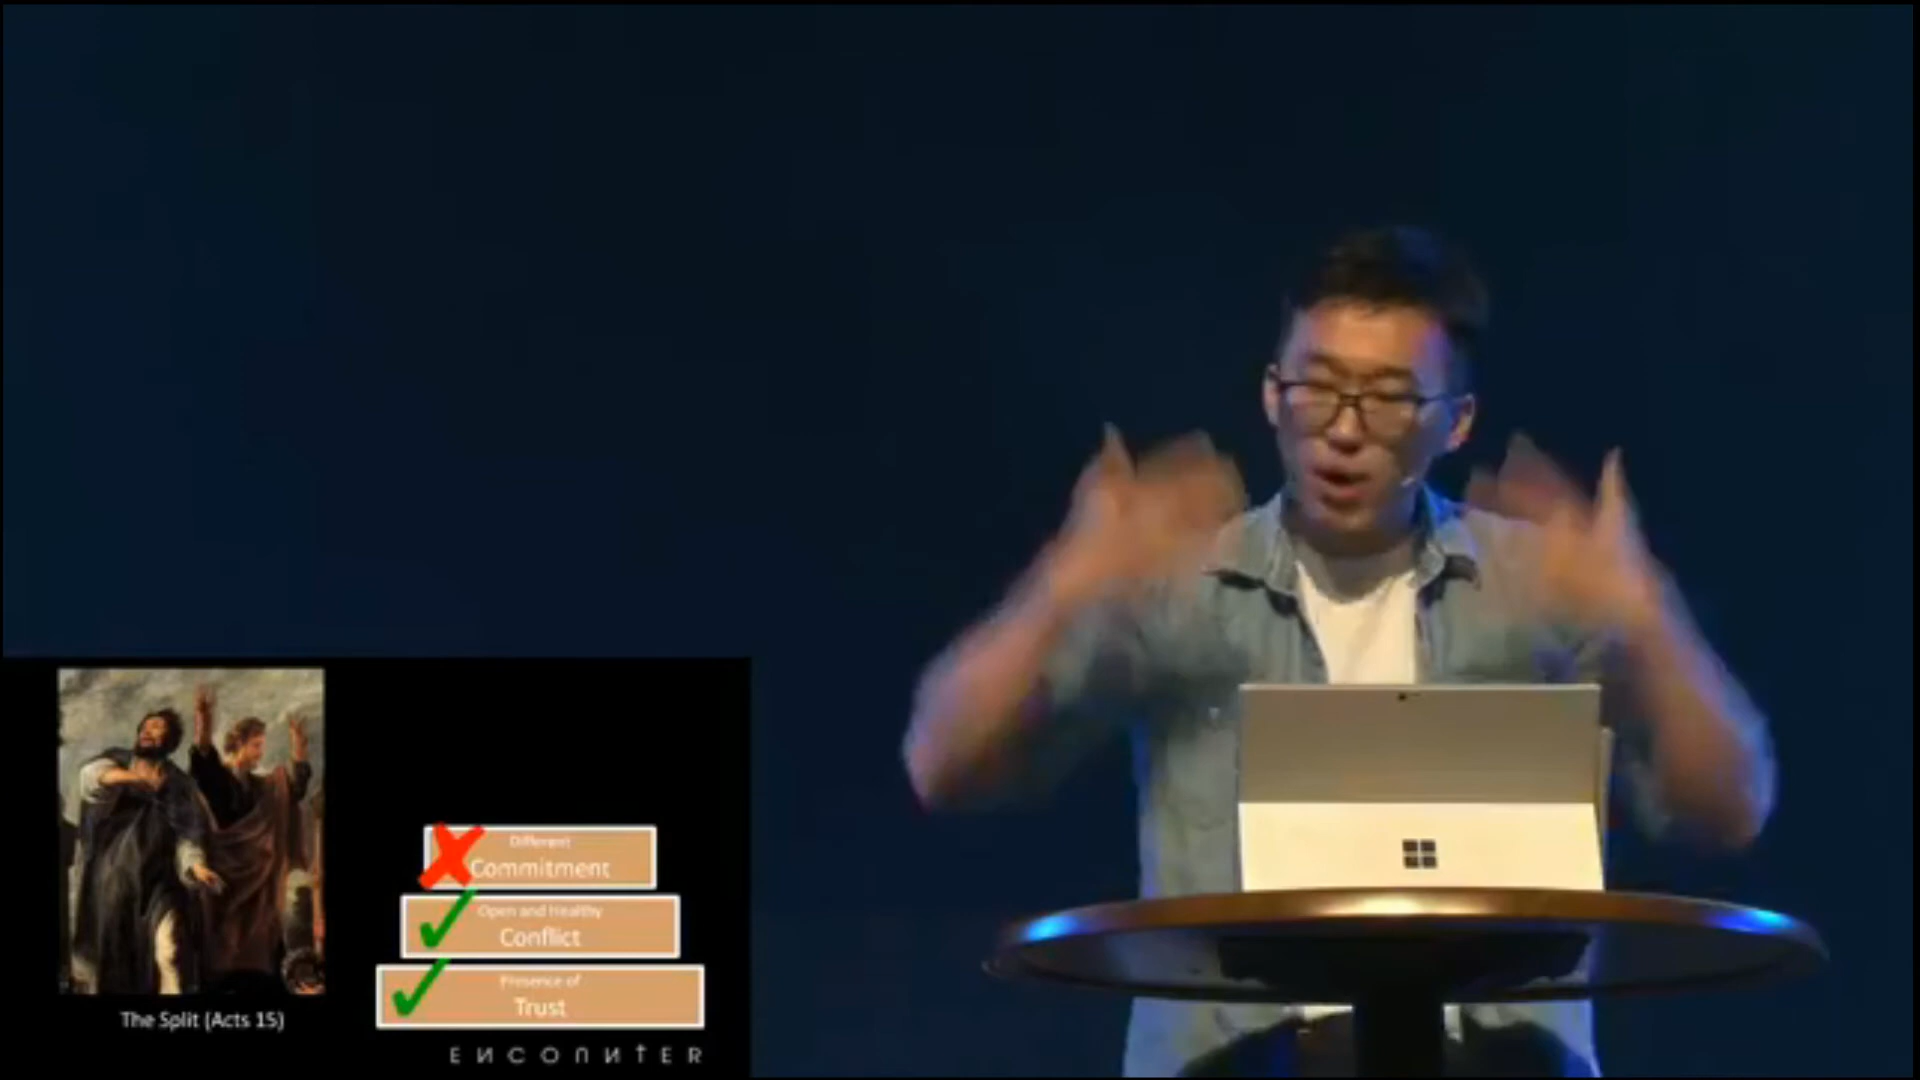 Different
Commitment
Open and Healthy
Conflict
Presence of
Trust
The Split (Acts 15)
ENCOUNTER